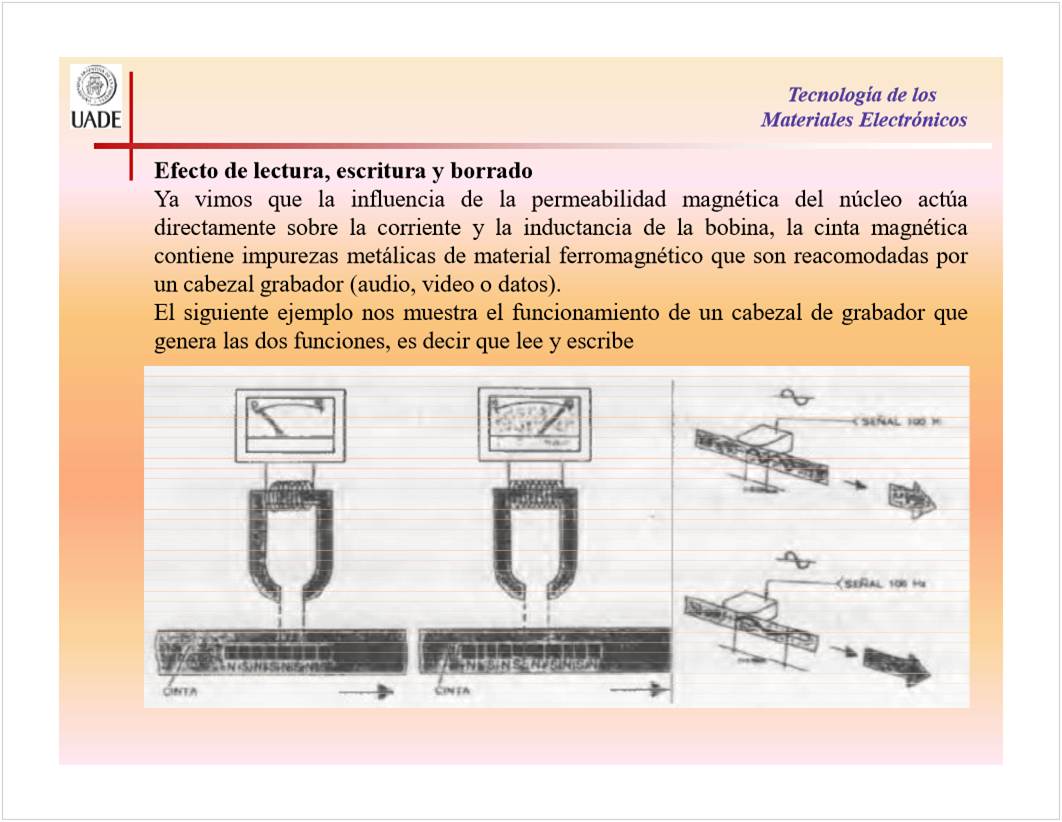 UADE
Tecnología de los
Materiales Electrónicos
Efecto de lectura, escritura y borrado
Ya vimos que la influencia de la permeabilidad magnética del núcleo actúa
directamente sobre la corriente y la inductancia de la bobina, la cinta magnética
contiene impurezas metálicas de material ferromagnético que son reacomodadas por
un cabezal grabador (audio, video o datos).
El siguiente ejemplo nos muestra el funcionamiento de un cabezal de grabador que
genera las dos funciones, es decir que lee y escribe
SEÑAL 100
SEÑAL 100 Hz
CINTA
CINTA